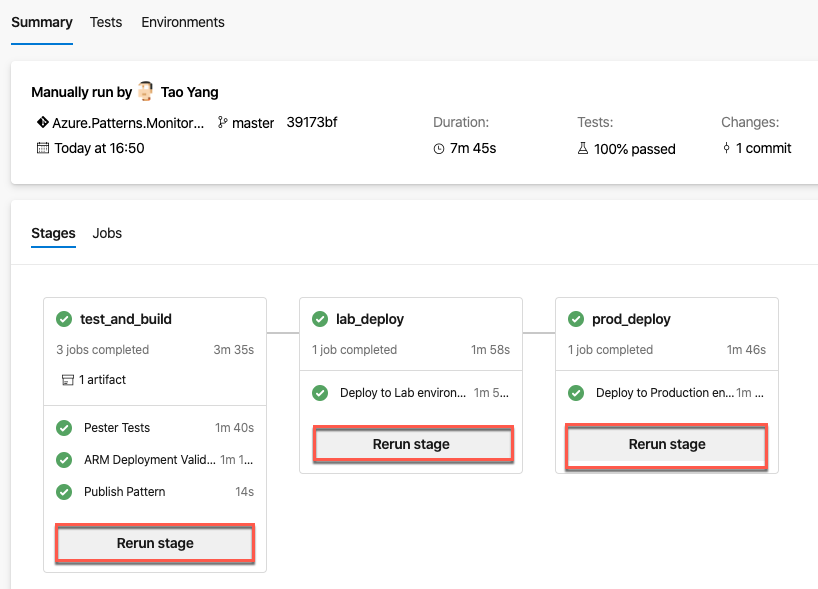 Summary Tests Environments
Manually run by Tao Yang
Azure.Patterns.Monitor... master 39173bf
Today at 16:50
Duration:
7m 45s
Tests:
100% passed
Changes:
1 commit
Stages Jobs
test_and_build
3 jobs completed 3m 35s
1 artifact
Pester Tests 1m 40s
ARM Deployment Valid... 1m 1...
Publish Pattern 14s
Rerun stage
lab_deploy
1 job completed 1m 58s
Deploy to Lab environ... 1m 5...
Rerun stage
prod_deploy
1 job completed 1m 46s
Deploy to Production en... 1m ...
Rerun stage